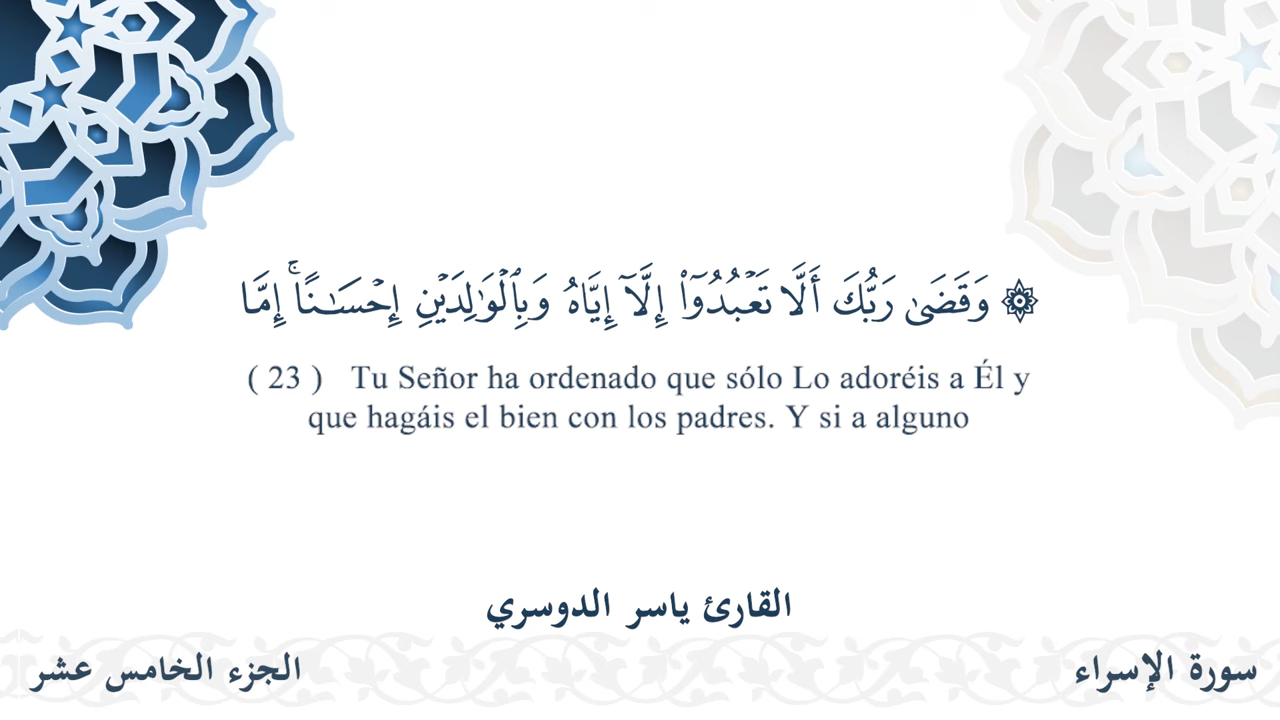 ۞ وَقَضَىٰ رَبُّكَ أَلَّا تَعۡبُدُوٓاْ إِلَّآ إِيَّاهُ وَبِٱلۡوَٰلِدَيۡنِ إِحۡسَٰنًاۚ إِمَّا
( 23 ) Tu Señor ha ordenado que sólo Lo adoréis a Él y
que hagáis el bien con los padres. Y si a alguno
القارئ ياسر الدوسري
سورة الإسراء
الجزء الخامس عشر